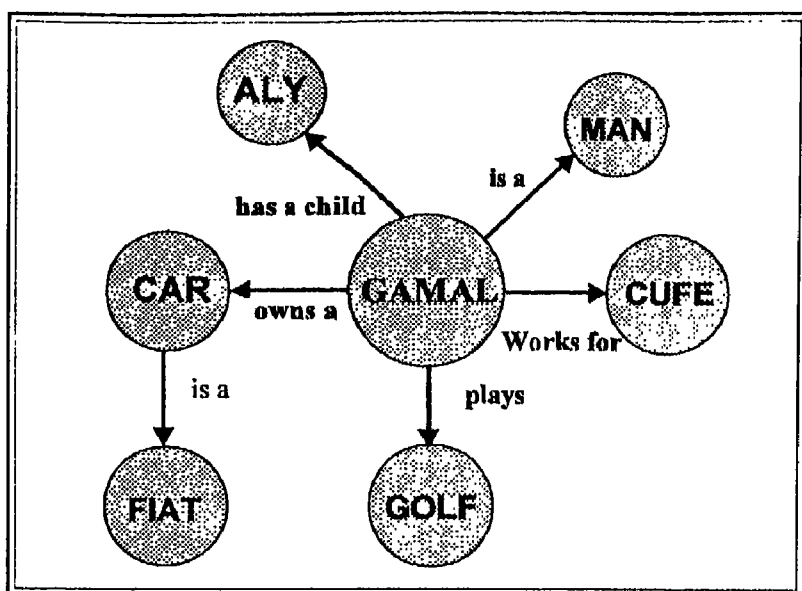 ALY
MAN
is a
has a child
CAR
owns a
GAMAL
CUFE
Works for
is a
plays
FIAT
GOLF